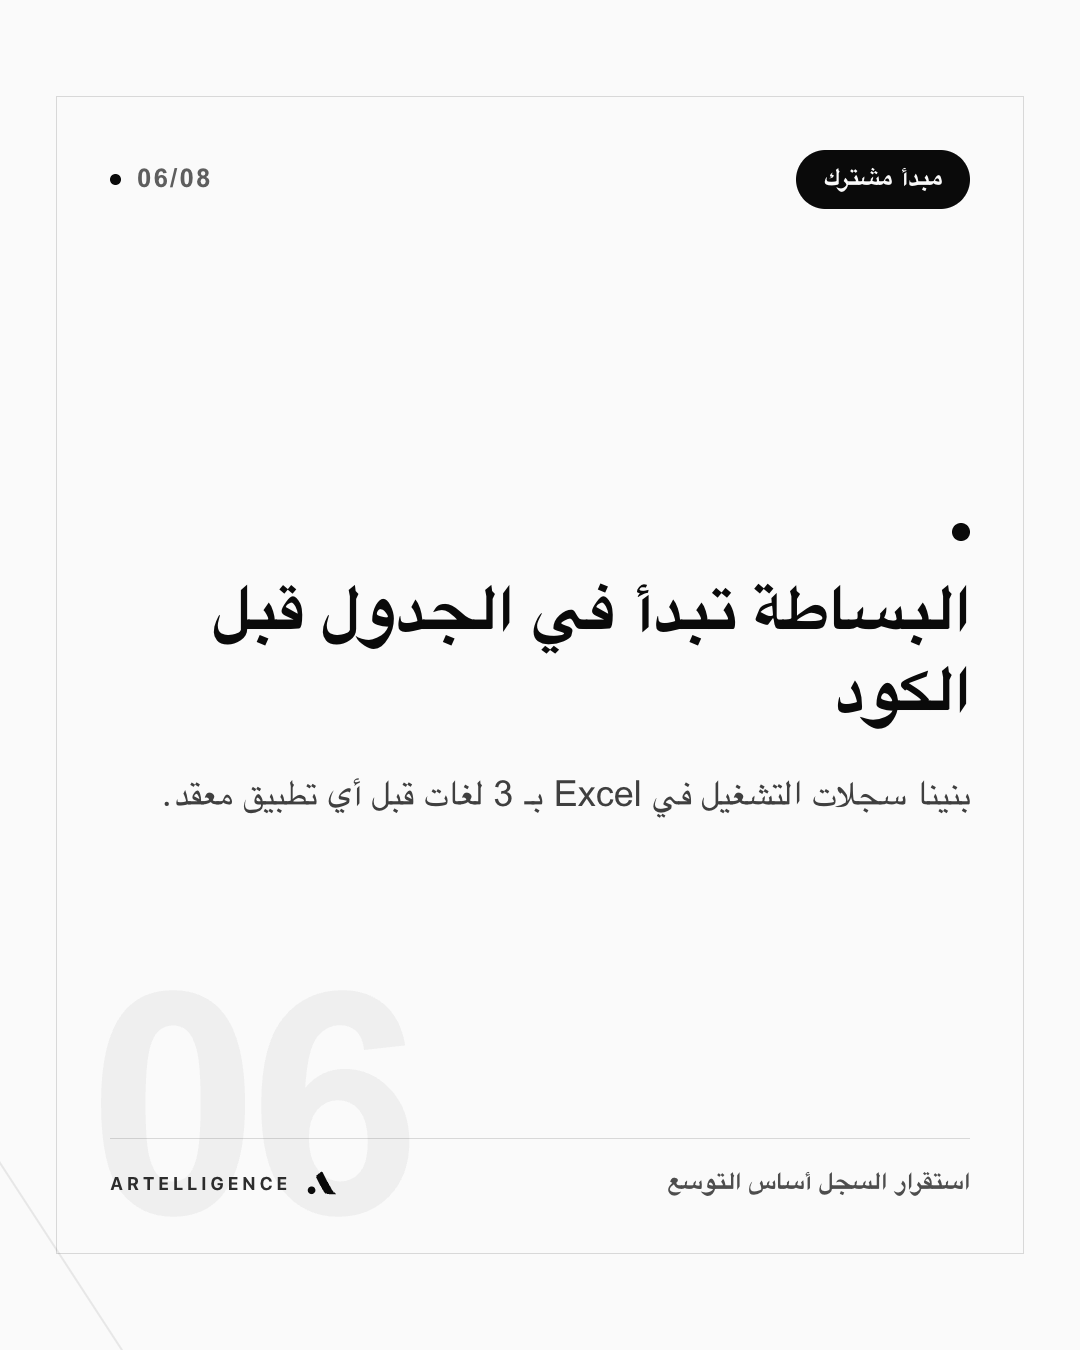 مبدأ مشترك
06/08
البساطة تبدأ في الجدول قبل
الكود
بنينا سجلات التشغيل في Excel بـ 3 لغات قبل أي تطبيق معقد.
06
استقرار السجل أساس التوسع
ARTELLIGENCE